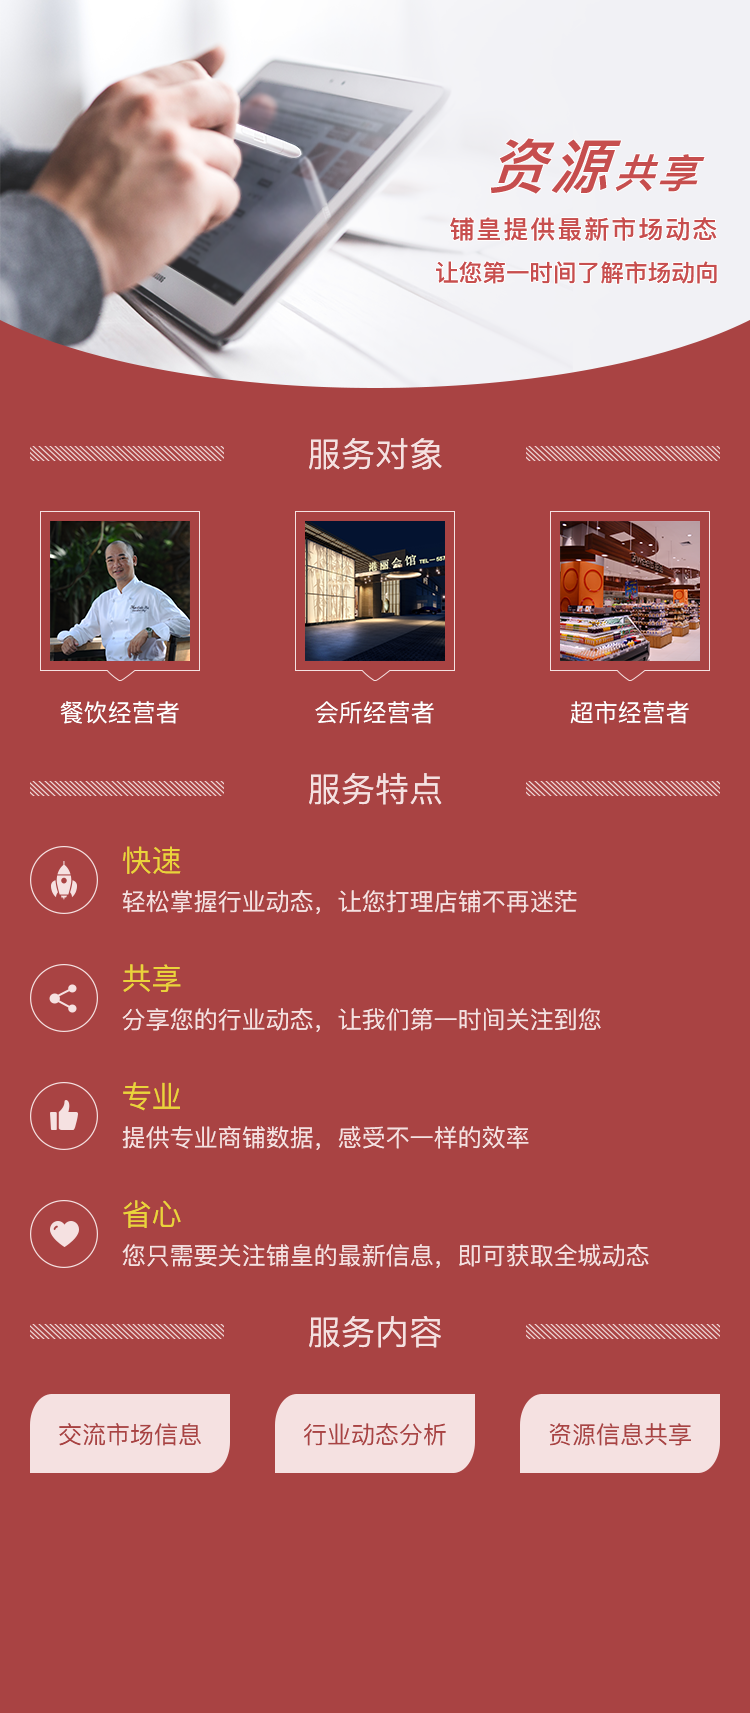 资源共享
铺皇提供最新市场动态
让您第一时间了解市场动向
服务对象
港丽会馆 TEL—557
餐饮经营者
会所经营者
超市经营者
服务特点
快速
轻松掌握行业动态，让您打理店铺不再迷茫
共享
分享您的行业动态，让我们第一时间关注到您
专业
提供专业商铺数据，感受不一样的效率
省心
您只需要关注铺皇的最新信息，即可获取全城动态
服务内容
交流市场信息
行业动态分析
资源信息共享